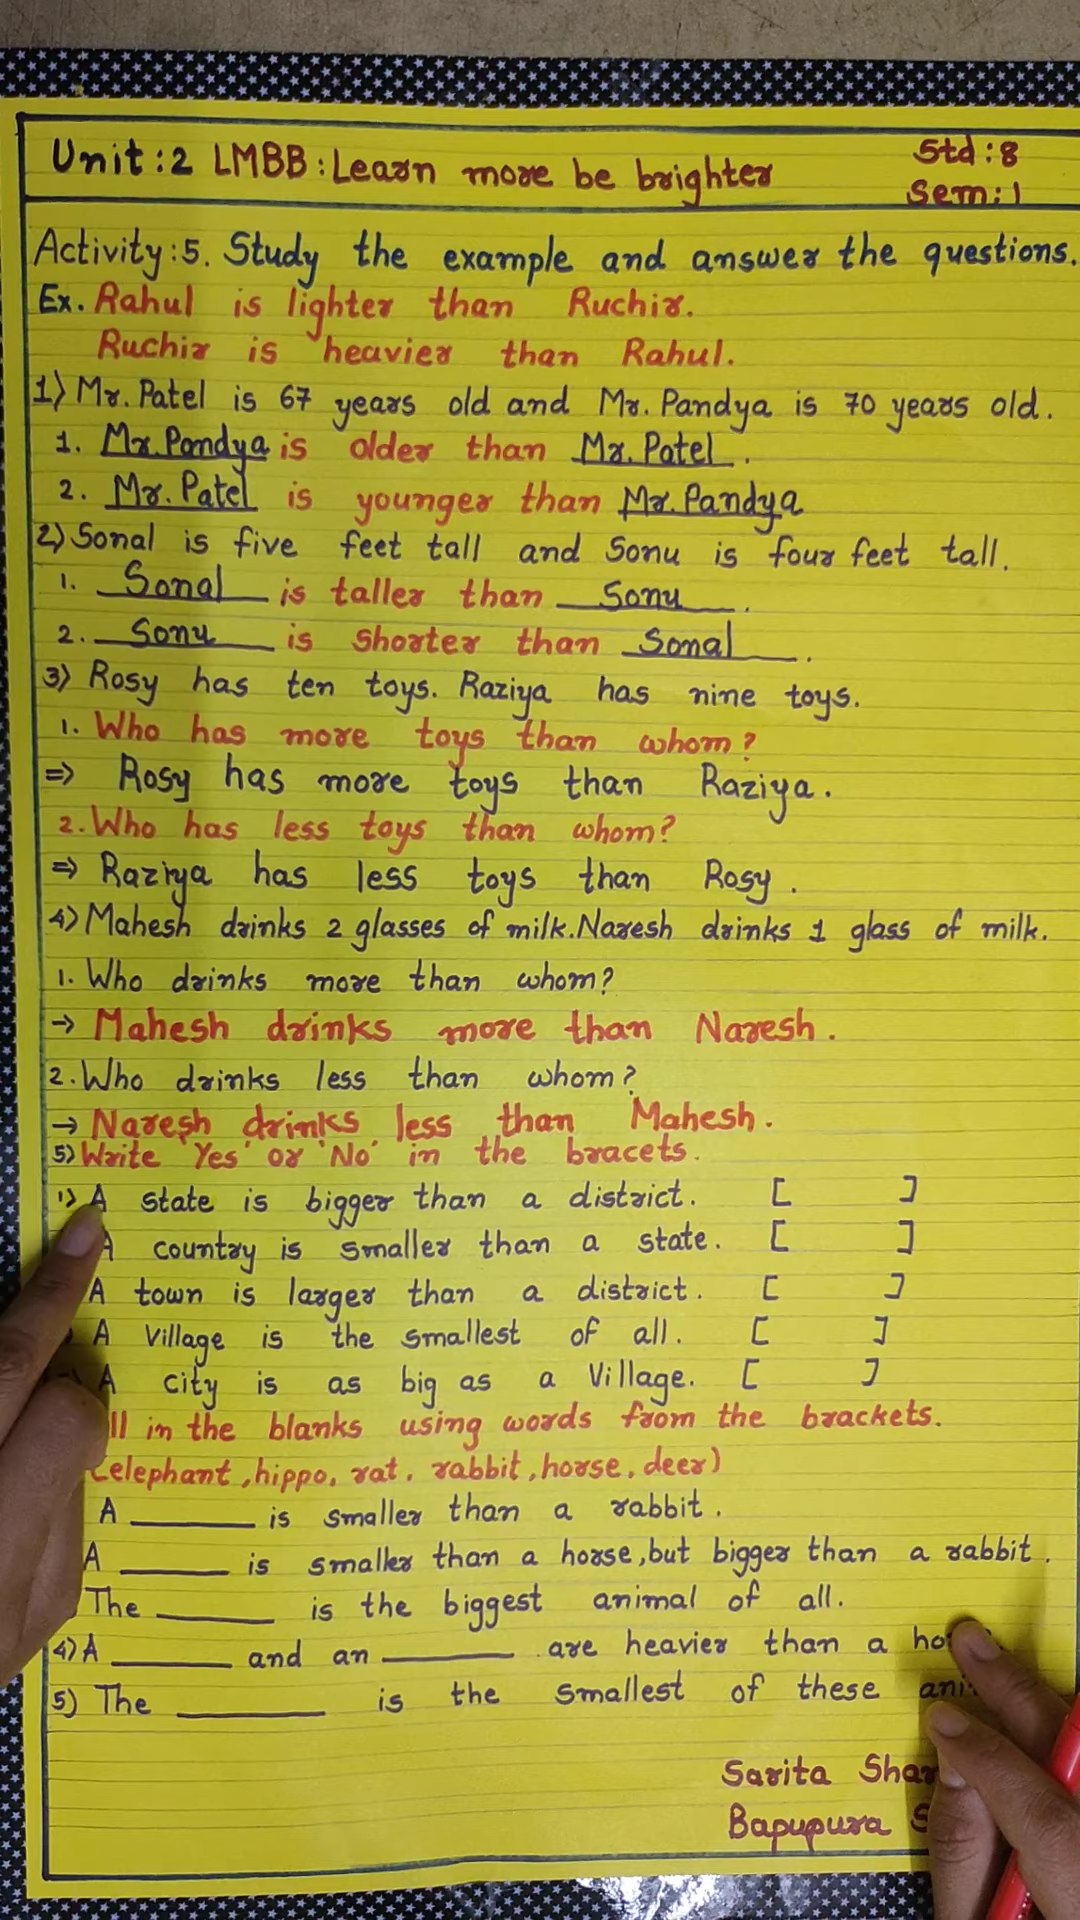 Unit:2 LMBB:Learn more be brighter
Std:8
Sem:1
Activity:5. Study the example and answer the questions.
Ex. Rahul is lighter than Ruchir.
Ruchir is heavier than Rahul.
1) Mr. Patel is 67 years old and Mr. Pandya is 70 years old.
1. Mr. Pandya is older than Mr. Patel.
2. Mr. Patel is younger than Mr. Pandya
2) Sonal is five feet tall and Sonu is four feet tall.
1. Sonal is taller than Sonu.
2. Sonu is shorter than Sonal.
3) Rosy has ten toys. Raziya has nine toys.
1. Who has more toys than whom?
⇒ Rosy has more toys than Raziya.
2. Who has less toys than whom?
⇒ Raziya has less toys than Rosy.
4) Mahesh drinks 2 glasses of milk. Naresh drinks 1 glass of milk.
1. Who drinks more than whom?
→ Mahesh drinks more than Naresh.
2. Who drinks less than whom?
→ Naresh drinks less than Mahesh.
5) Write 'Yes' or 'No' in the bracets.
1) A state is bigger than a district. [ ]
A country is smaller than a state. [ ]
A town is larger than a district. [ ]
A Village is the smallest of all. [ ]
A city is as big as a Village. [ ]
in the blanks using words from the brackets.
(elephant, hippo, rat, rabbit, horse, deer)
A ______ is smaller than a rabbit.
A ______ is smaller than a horse, but bigger than a rabbit.
The ______ is the biggest animal of all.
4) A ______ and an ______ are heavier than a
5) The ______ is the smallest of these
Sarita
Bapupura